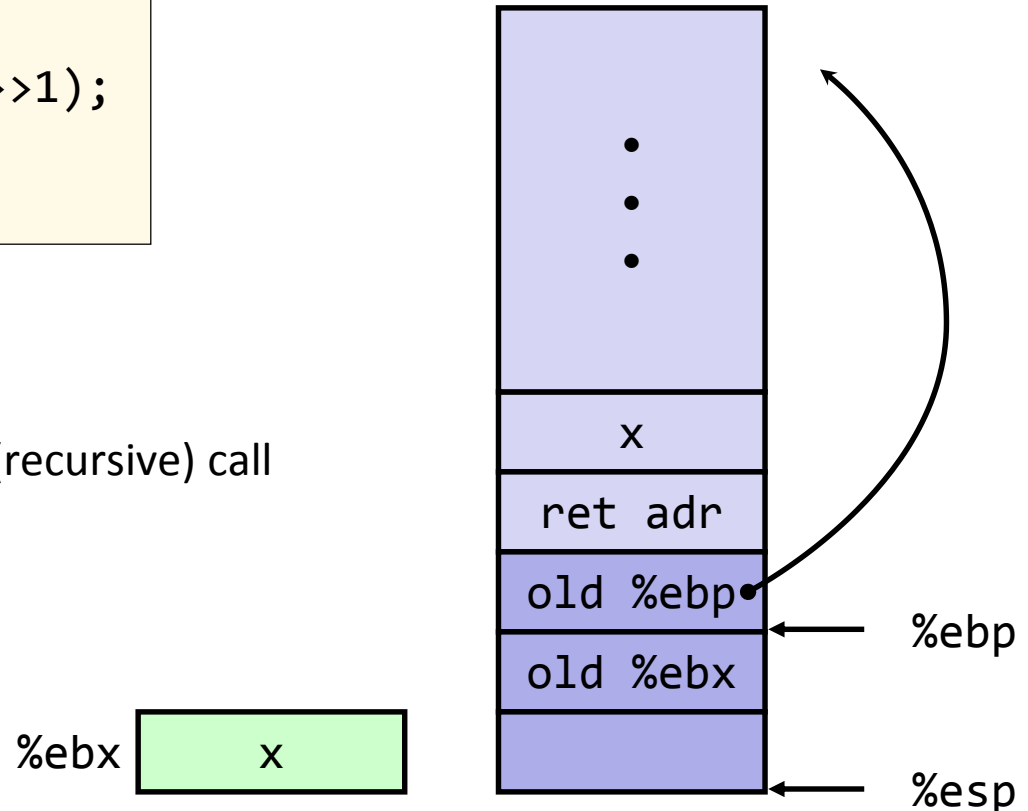 >1);
x
(recursive) call
ret adr
old %ebp
%ebp
old %ebx
%ebx
x
%esp